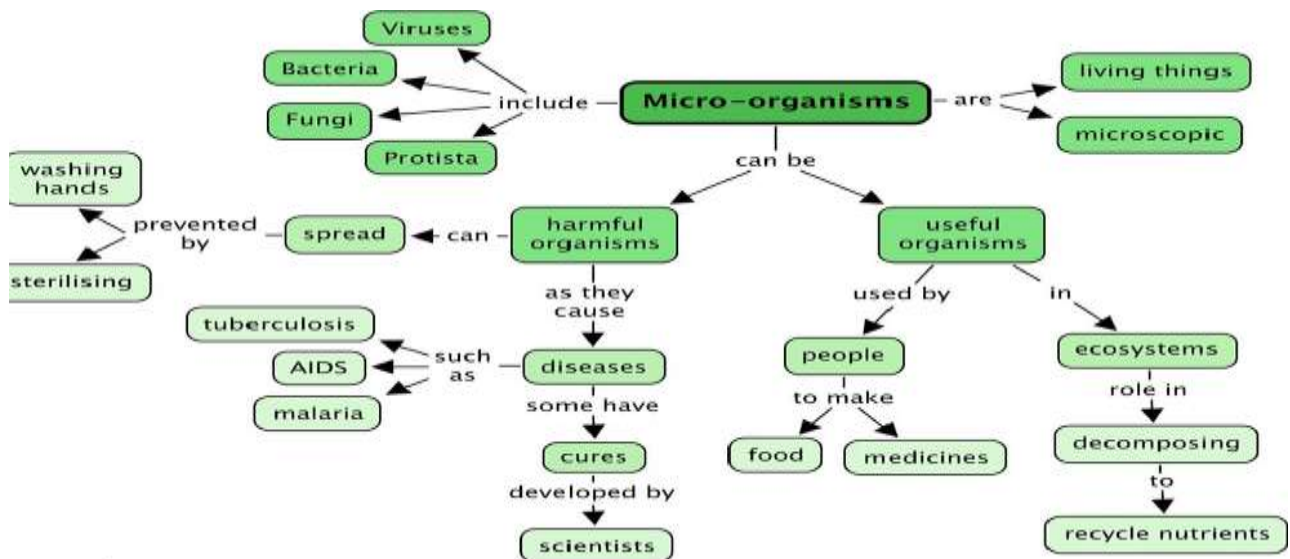 Viruses
Bacteria
Fungi
Protista
include
Micro-organisms
are
living things
microscopic
can be
harmful
organisms
useful
organisms
can
spread
prevented
by
washing
hands
sterilising
as they
cause
diseases
such
as
tuberculosis
AIDS
malaria
some have
cures
developed by
scientists
used by
people
to make
food
medicines
in
ecosystems
role in
decomposing
to
recycle nutrients